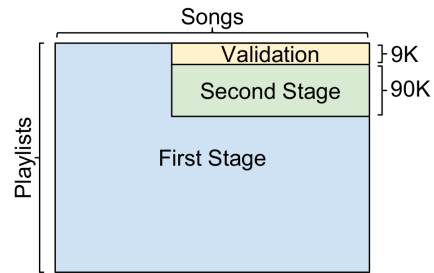 Songs
Validation
9K
Second Stage
90K
First Stage
Playlists